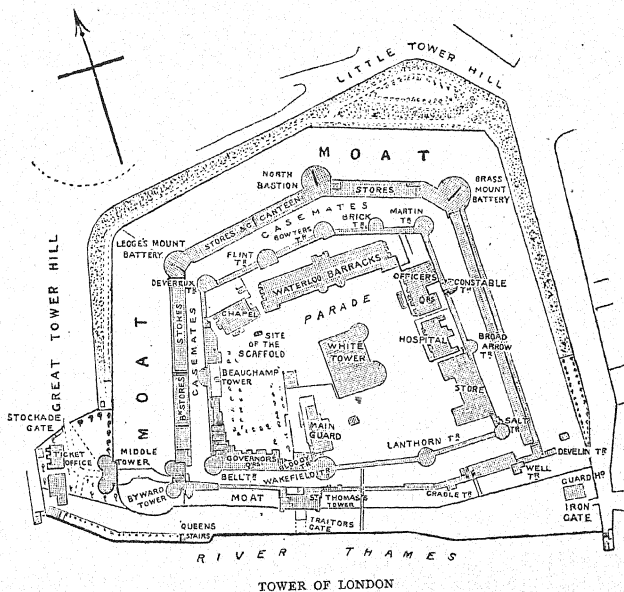 LITTLE TOWER HILL
MOAT
NORTH
BASTION
STORES
BRASS
MOUNT
BATTERY
STORES &C CANTEEN
CASEMATES
BOWYERS
TR.
BRICK
TR.
MARTIN
TR.
LEGGE'S MOUNT
BATTERY
FLINT
TR.
DEVEREUX
TR.
WATERLOO BARRACKS
OFFICERS
QRS.
CONSTABLE
TR.
CHAPEL
PARADE
GREAT TOWER HILL
MOAT
STORES
CASEMATES
SITE
OF THE
SCAFFOLD
HOSPITAL
WHITE
TOWER
BROAD
ARROW
TR.
BEAUCHAMP
TOWER
STORE
STOCKADE
GATE
MAIN
GUARD
SALT
TR.
TICKET
OFFICE
MIDDLE
TOWER
GOVERNORS
QRS.
BLOODY
LANTHORN TR.
DEVELIN TR.
BELL TR.
WAKEFIELD TR.
WELL
TR.
BYWARD
TOWER
MOAT
ST THOMAS'S
TOWER
CRADLE TR.
GUARD HO
IRON
GATE
QUEENS
STAIRS
TRAITORS
GATE
RIVER THAMES
TOWER OF LONDON